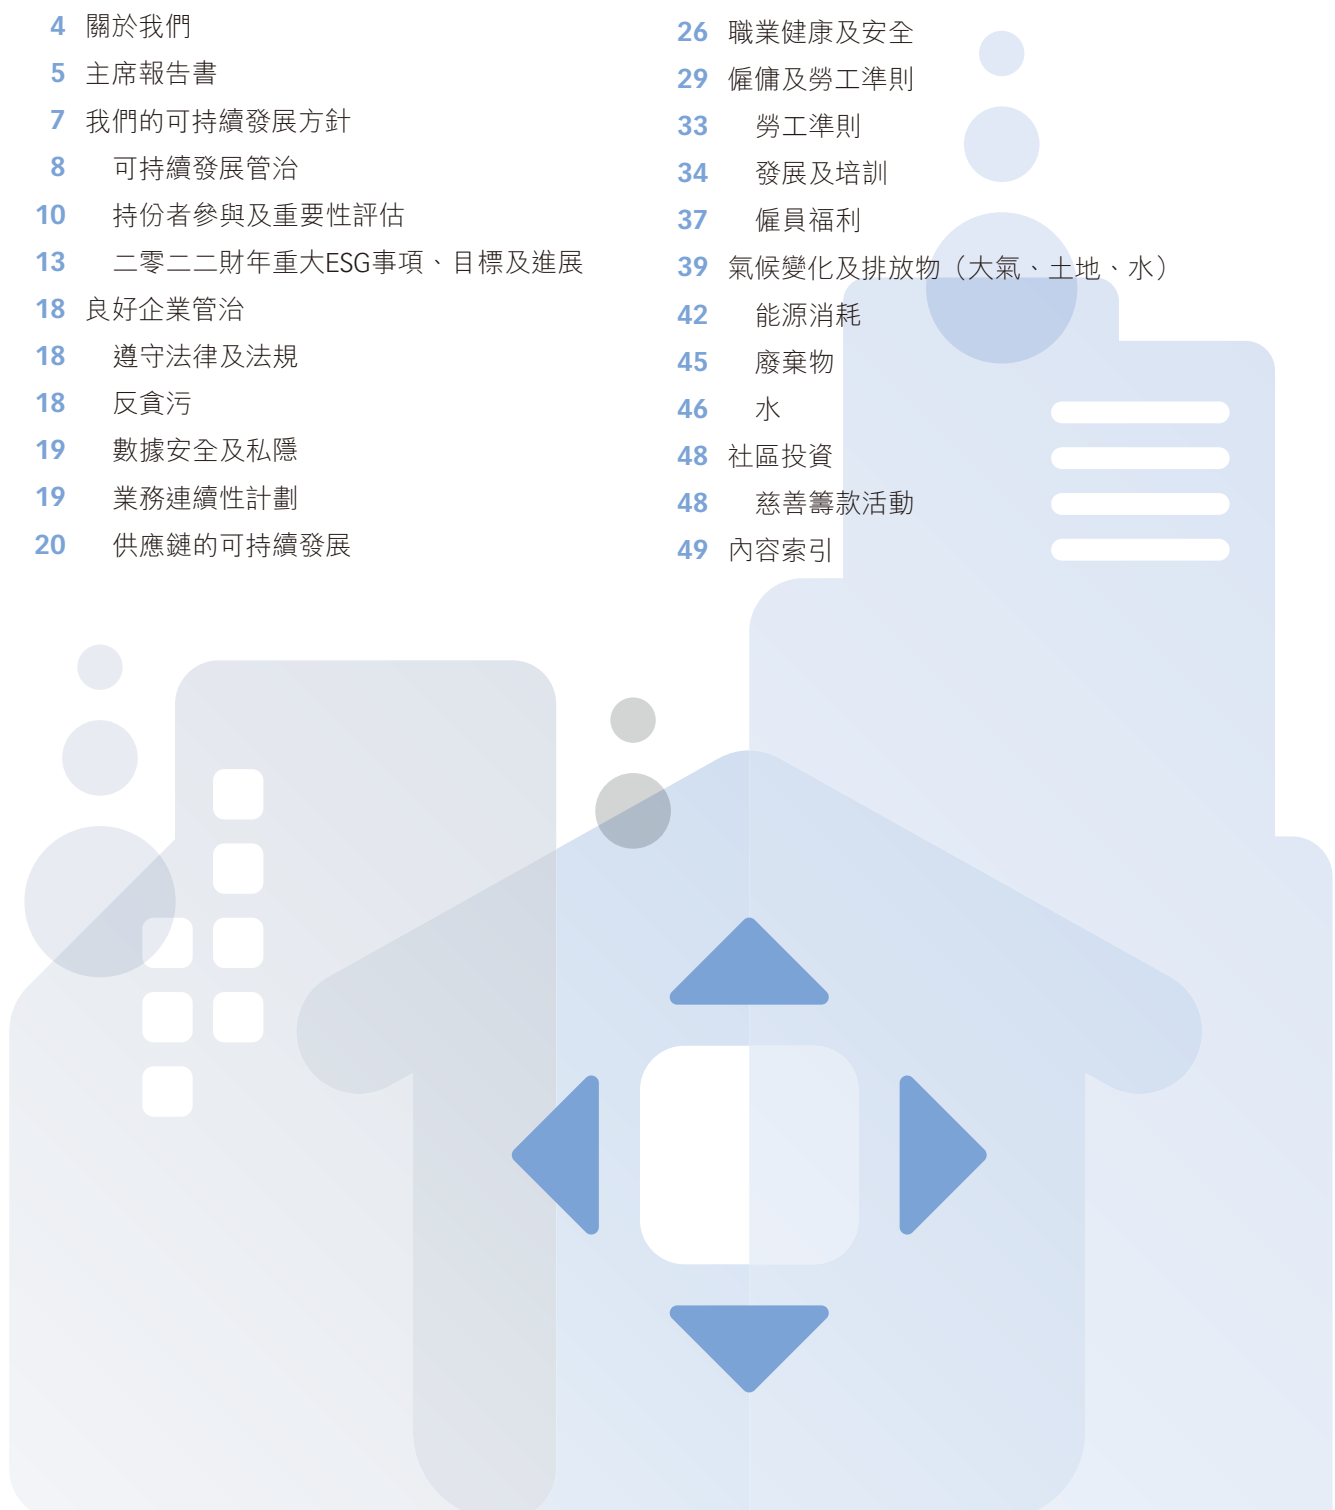 4 關於我們
5 主席報告書
7 我們的可持續發展方針
8 可持續發展管治
10 持份者參與及重要性評估
13 二零二二財年重大ESG事項、目標及進展
18 良好企業管治
18 遵守法律及法規
18 反貪污
19 數據安全及私隱
19 業務連續性計劃
20 供應鏈的可持續發展
26 職業健康及安全
29 僱傭及勞工準則
33 勞工準則
34 發展及培訓
37 僱員福利
39 氣候變化及排放物（大氣、土地、水）
42 能源消耗
45 廢棄物
46 水
48 社區投資
48 慈善籌款活動
49 內容索引